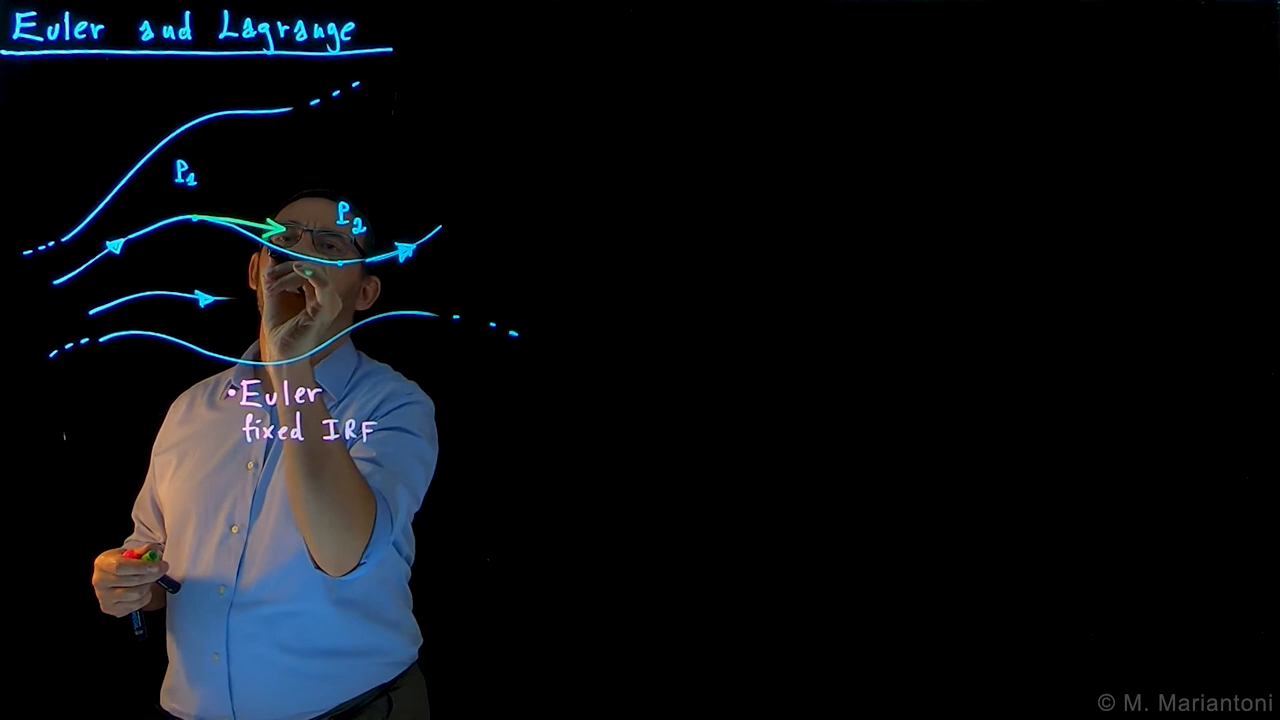 Euler and Lagrange
P1
P2
•Euler
fixed IRF
© M. Mariantoni